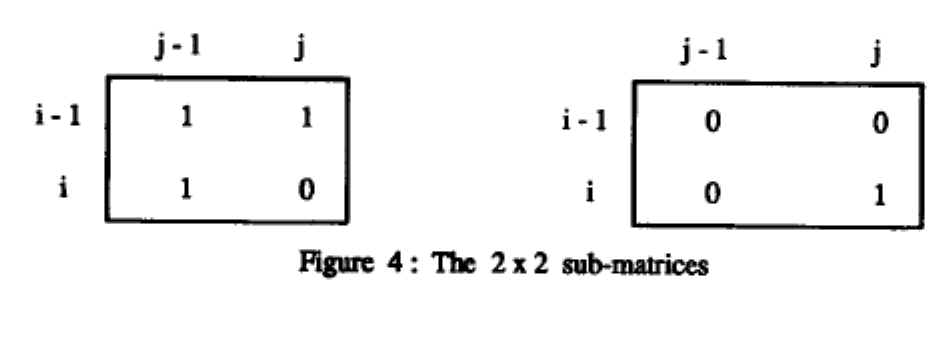 j - 1 j
i - 1 1 1
i 1 0
j - 1 j
i - 1 0 0
i 0 1
Figure 4 : The 2 x 2 sub-matrices